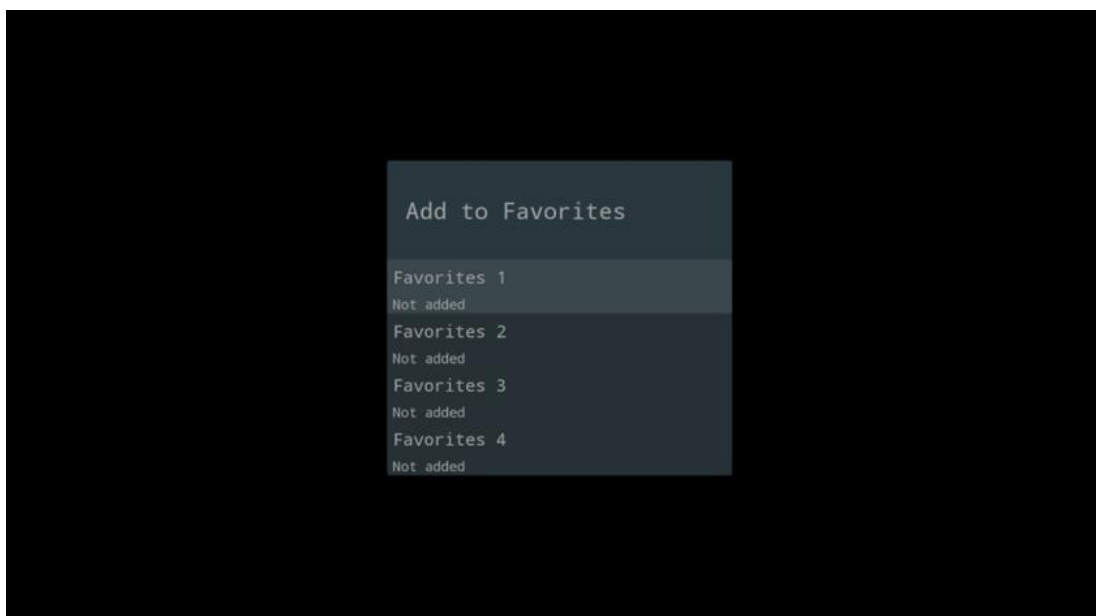 Add to Favorites
Favorites 1
Not added
Favorites 2
Not added
Favorites 3
Not added
Favorites 4
Not added